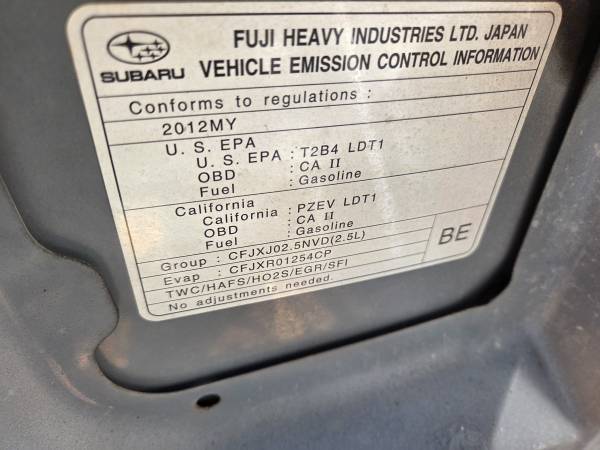 FUJI HEAVY INDUSTRIES LTD. JAPAN
SUBARU
VEHICLE EMISSION CONTROL INFORMATION
Conforms to regulations :
2012MY
U. S. EPA
U. S. EPA : T2B4 LDT1
OBD : CA II
Fuel : Gasoline
California
California : PZEV LDT1
OBD : CA II
Fuel : Gasoline
Group : CFJXJ02.5NVD(2.5L)
Evap : CFJXR01254CP
TWC/HAFS/HO2S/EGR/SFI
No adjustments needed.
BE